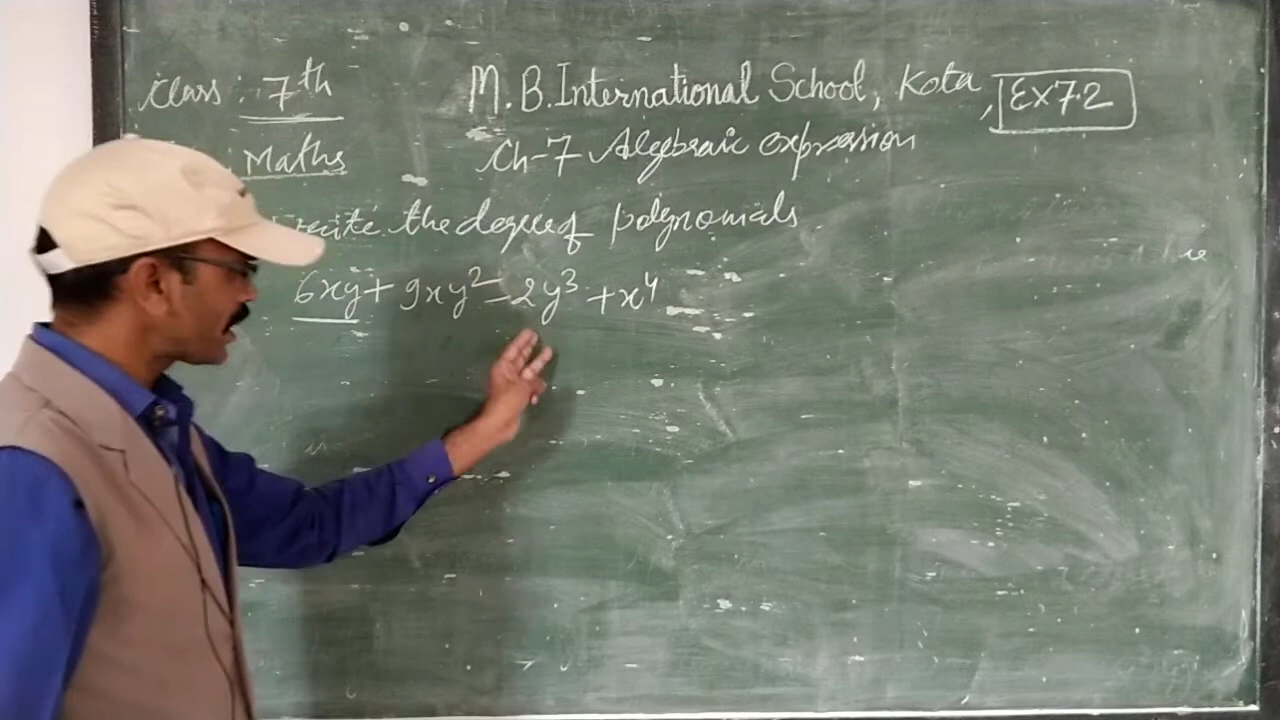 Class : 7th
M. B. International School, Kota, Ex 7.2
Maths
Ch-7 Algebraic expression
the degree of polynomials
6xy + 9xy² - 2y³ + x⁴